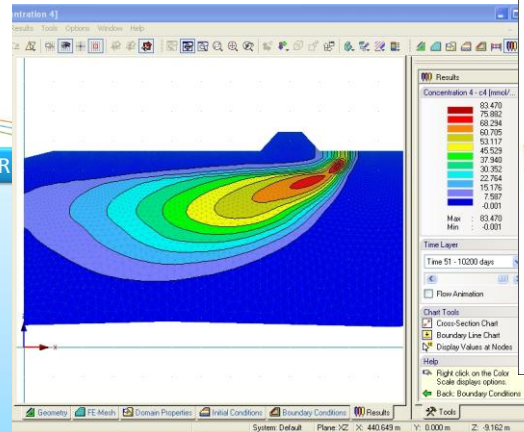 entration 4]
Results Tools Options Window Help
R
Results
Concentration 4 - c4 [mmol/...
83.470
75.882
68.294
60.705
53.117
45.529
37.940
30.352
22.764
15.176
7.587
-0.001
Max : 83.470
Min : -0.001
Time Layer
Time 51 - 10200 days
Flow Animation
Chart Tools
Cross-Section Chart
Boundary Line Chart
Display Values at Nodes
Help
Right click on the Color
Scale displays options.
Back: Boundary Conditions
x
Geometry FE-Mesh Domain Properties Initial Conditions Boundary Conditions Results Tools
System: Default Plane: XZ X: 440.649 m Y: 0.000 m Z: -9.162 m